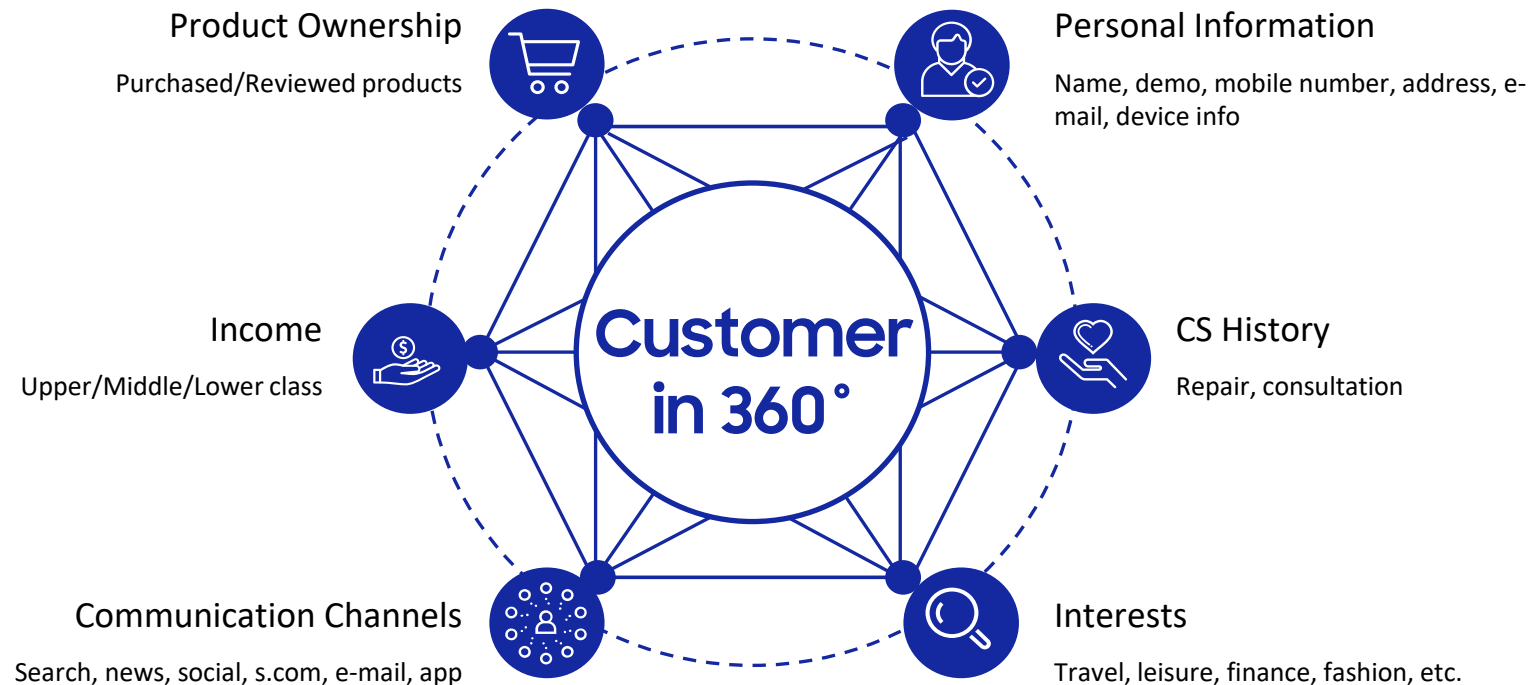 Product Ownership
Purchased/Reviewed products
Personal Information
Name, demo, mobile number, address, e-
mail, device info
Income
Upper/Middle/Lower class
$
Customer
in 360°
CS History
Repair, consultation
Communication Channels
Search, news, social, s.com, e-mail, app
Interests
Travel, leisure, finance, fashion, etc.